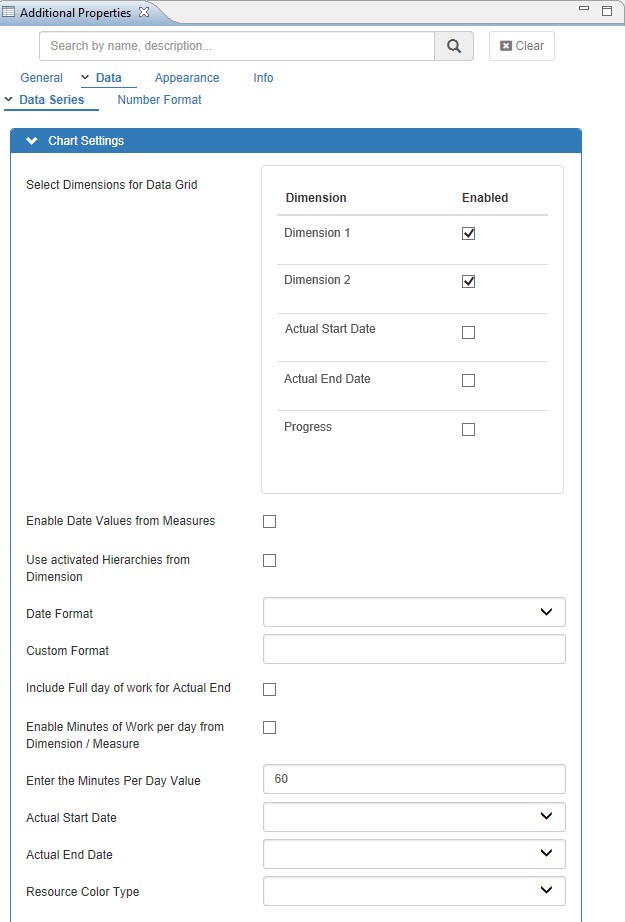 Additional Properties
Search by name, description...
Clear
General
Data
Appearance
Info
Data Series
Number Format
Chart Settings
Select Dimensions for Data Grid
Dimension Enabled
Dimension 1
Dimension 2
Actual Start Date
Actual End Date
Progress
Enable Date Values from Measures
Use activated Hierarchies from
Dimension
Date Format
Custom Format
Include Full day of work for Actual End
Enable Minutes of Work per day from
Dimension / Measure
Enter the Minutes Per Day Value
60
Actual Start Date
Actual End Date
Resource Color Type